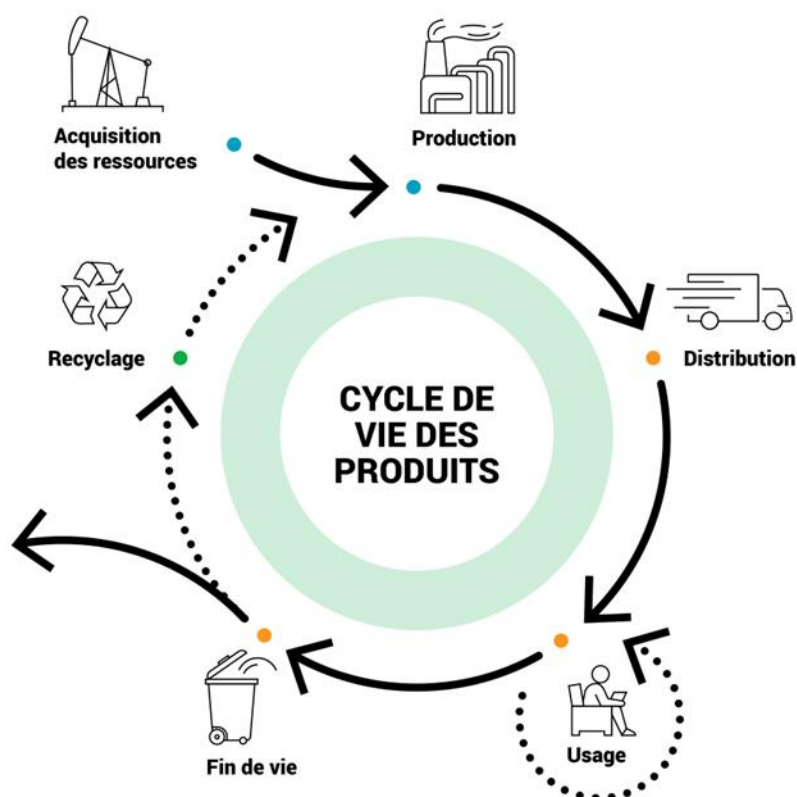 Acquisition
des ressources
Production
Recyclage
Distribution
CYCLE DE
VIE DES
PRODUITS
Fin de vie
Usage